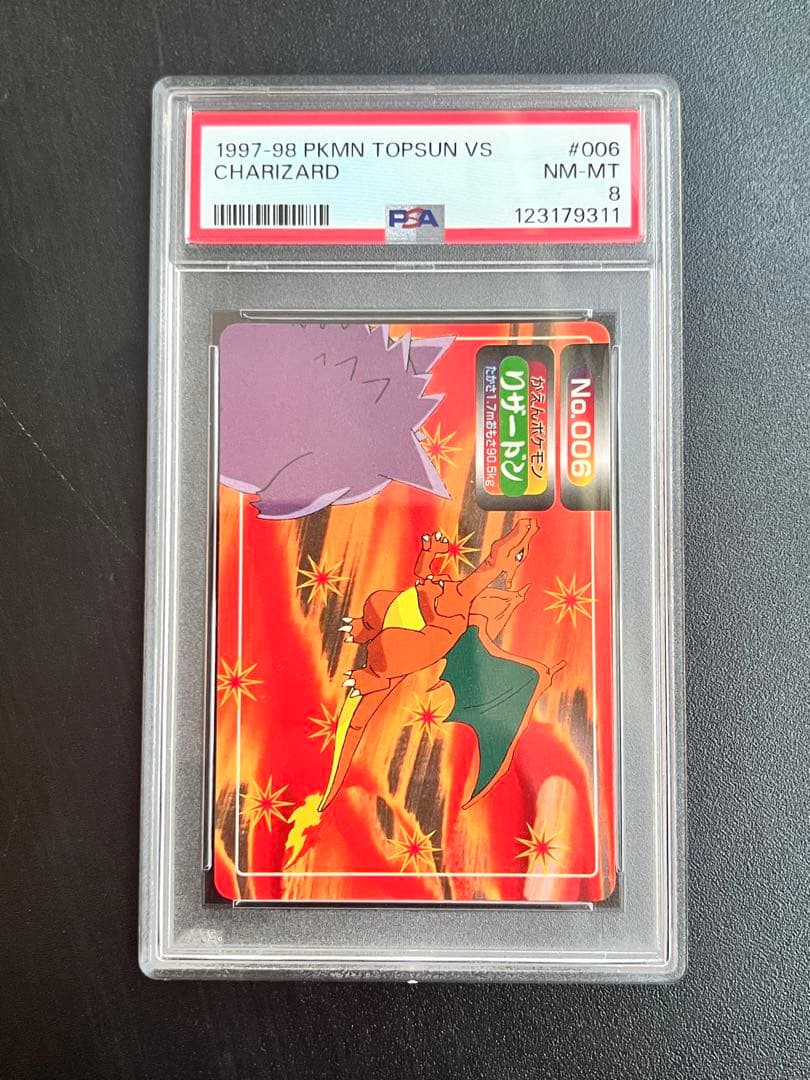 1997-98 PKMN TOPSUN VS #006
CHARIZARD NM-MT
8
PSA 123179311
No.006
かえんポケモン
リザードン
たかさ1.7mおもさ90.5kg